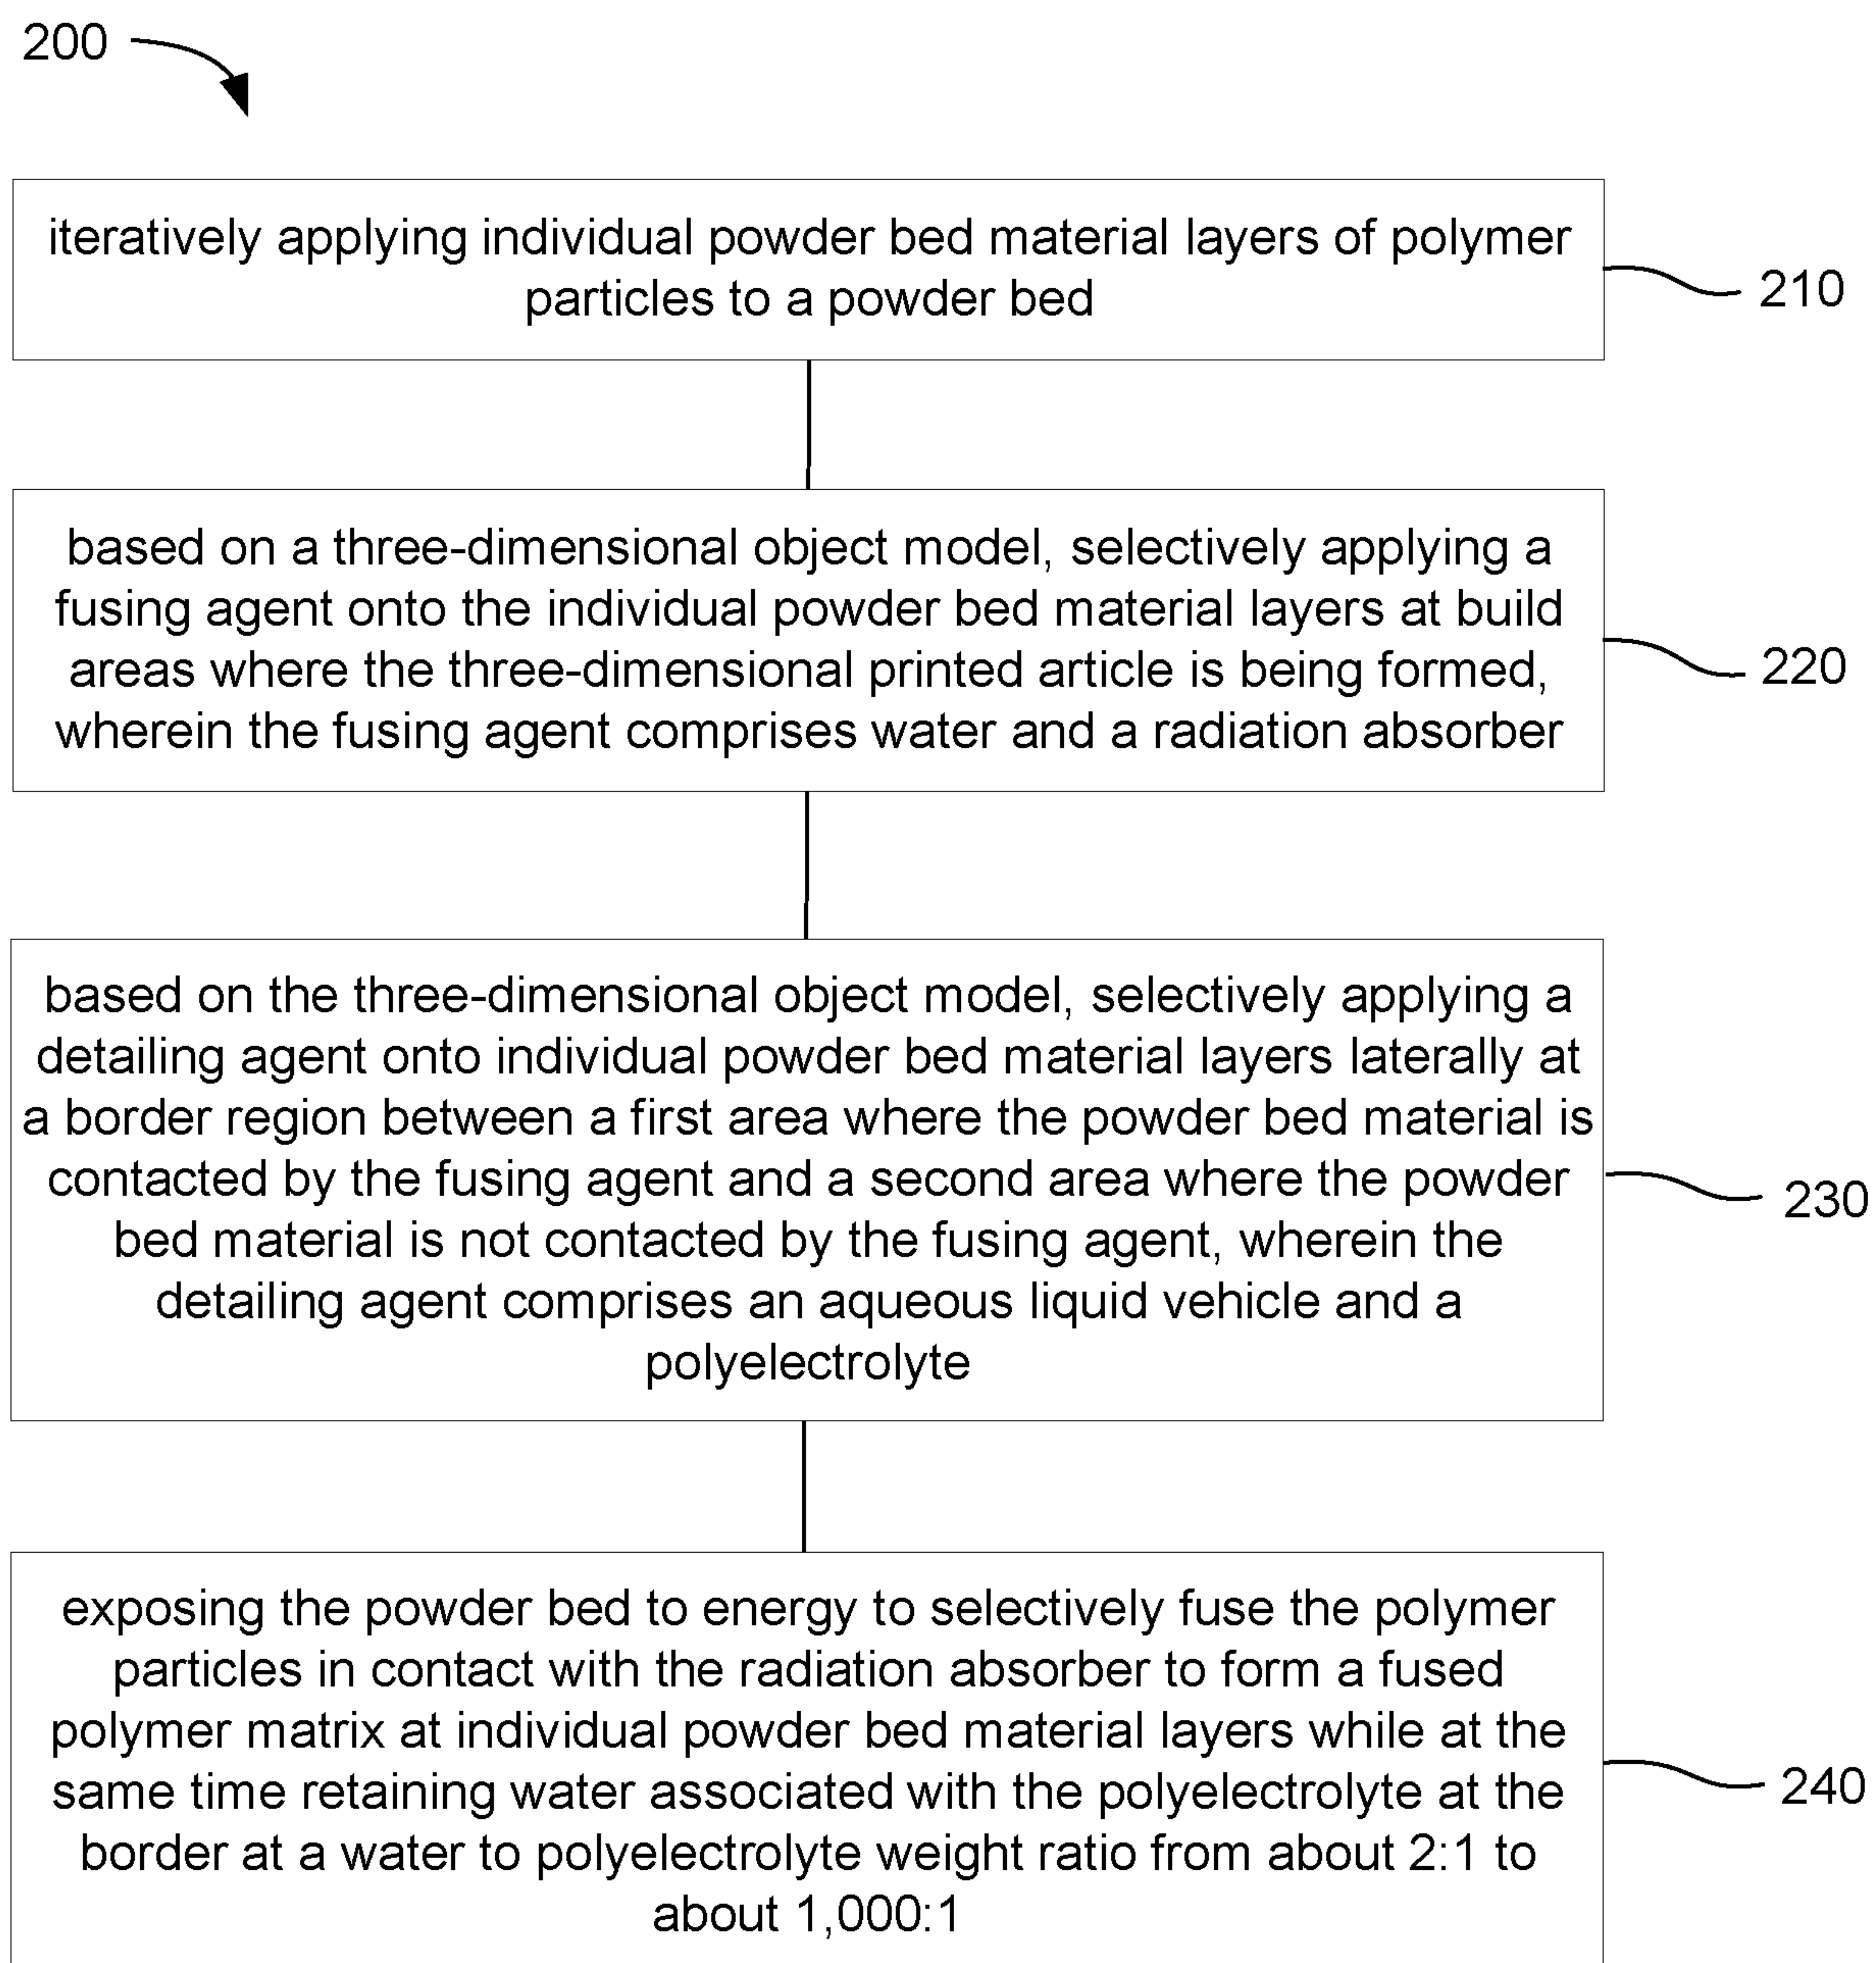 200
iteratively applying individual powder bed material layers of polymer
particles to a powder bed
210
based on a three-dimensional object model, selectively applying a
fusing agent onto the individual powder bed material layers at build
areas where the three-dimensional printed article is being formed,
wherein the fusing agent comprises water and a radiation absorber
220
based on the three-dimensional object model, selectively applying a
detailing agent onto individual powder bed material layers laterally at
a border region between a first area where the powder bed material is
contacted by the fusing agent and a second area where the powder
bed material is not contacted by the fusing agent, wherein the
detailing agent comprises an aqueous liquid vehicle and a
polyelectrolyte
230
exposing the powder bed to energy to selectively fuse the polymer
particles in contact with the radiation absorber to form a fused
polymer matrix at individual powder bed material layers while at the
same time retaining water associated with the polyelectrolyte at the
border at a water to polyelectrolyte weight ratio from about 2:1 to
about 1,000:1
240